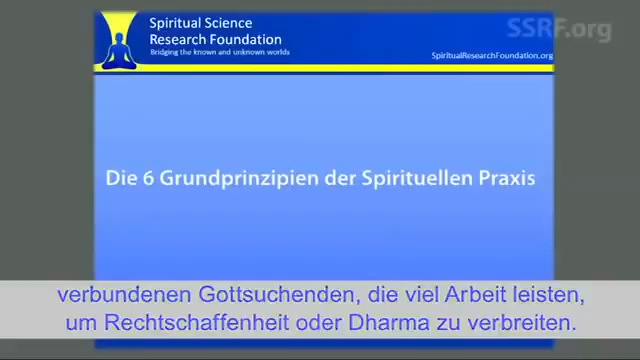 Spiritual Science
Research Foundation
Bridging the known and unknown worlds
SSRF.org
SpiritualResearchFoundation.org
Die 6 Grundprinzipien der Spirituellen Praxis
verbundenen Gottsuchenden, die viel Arbeit leisten,
um Rechtschaffenheit oder Dharma zu verbreiten.